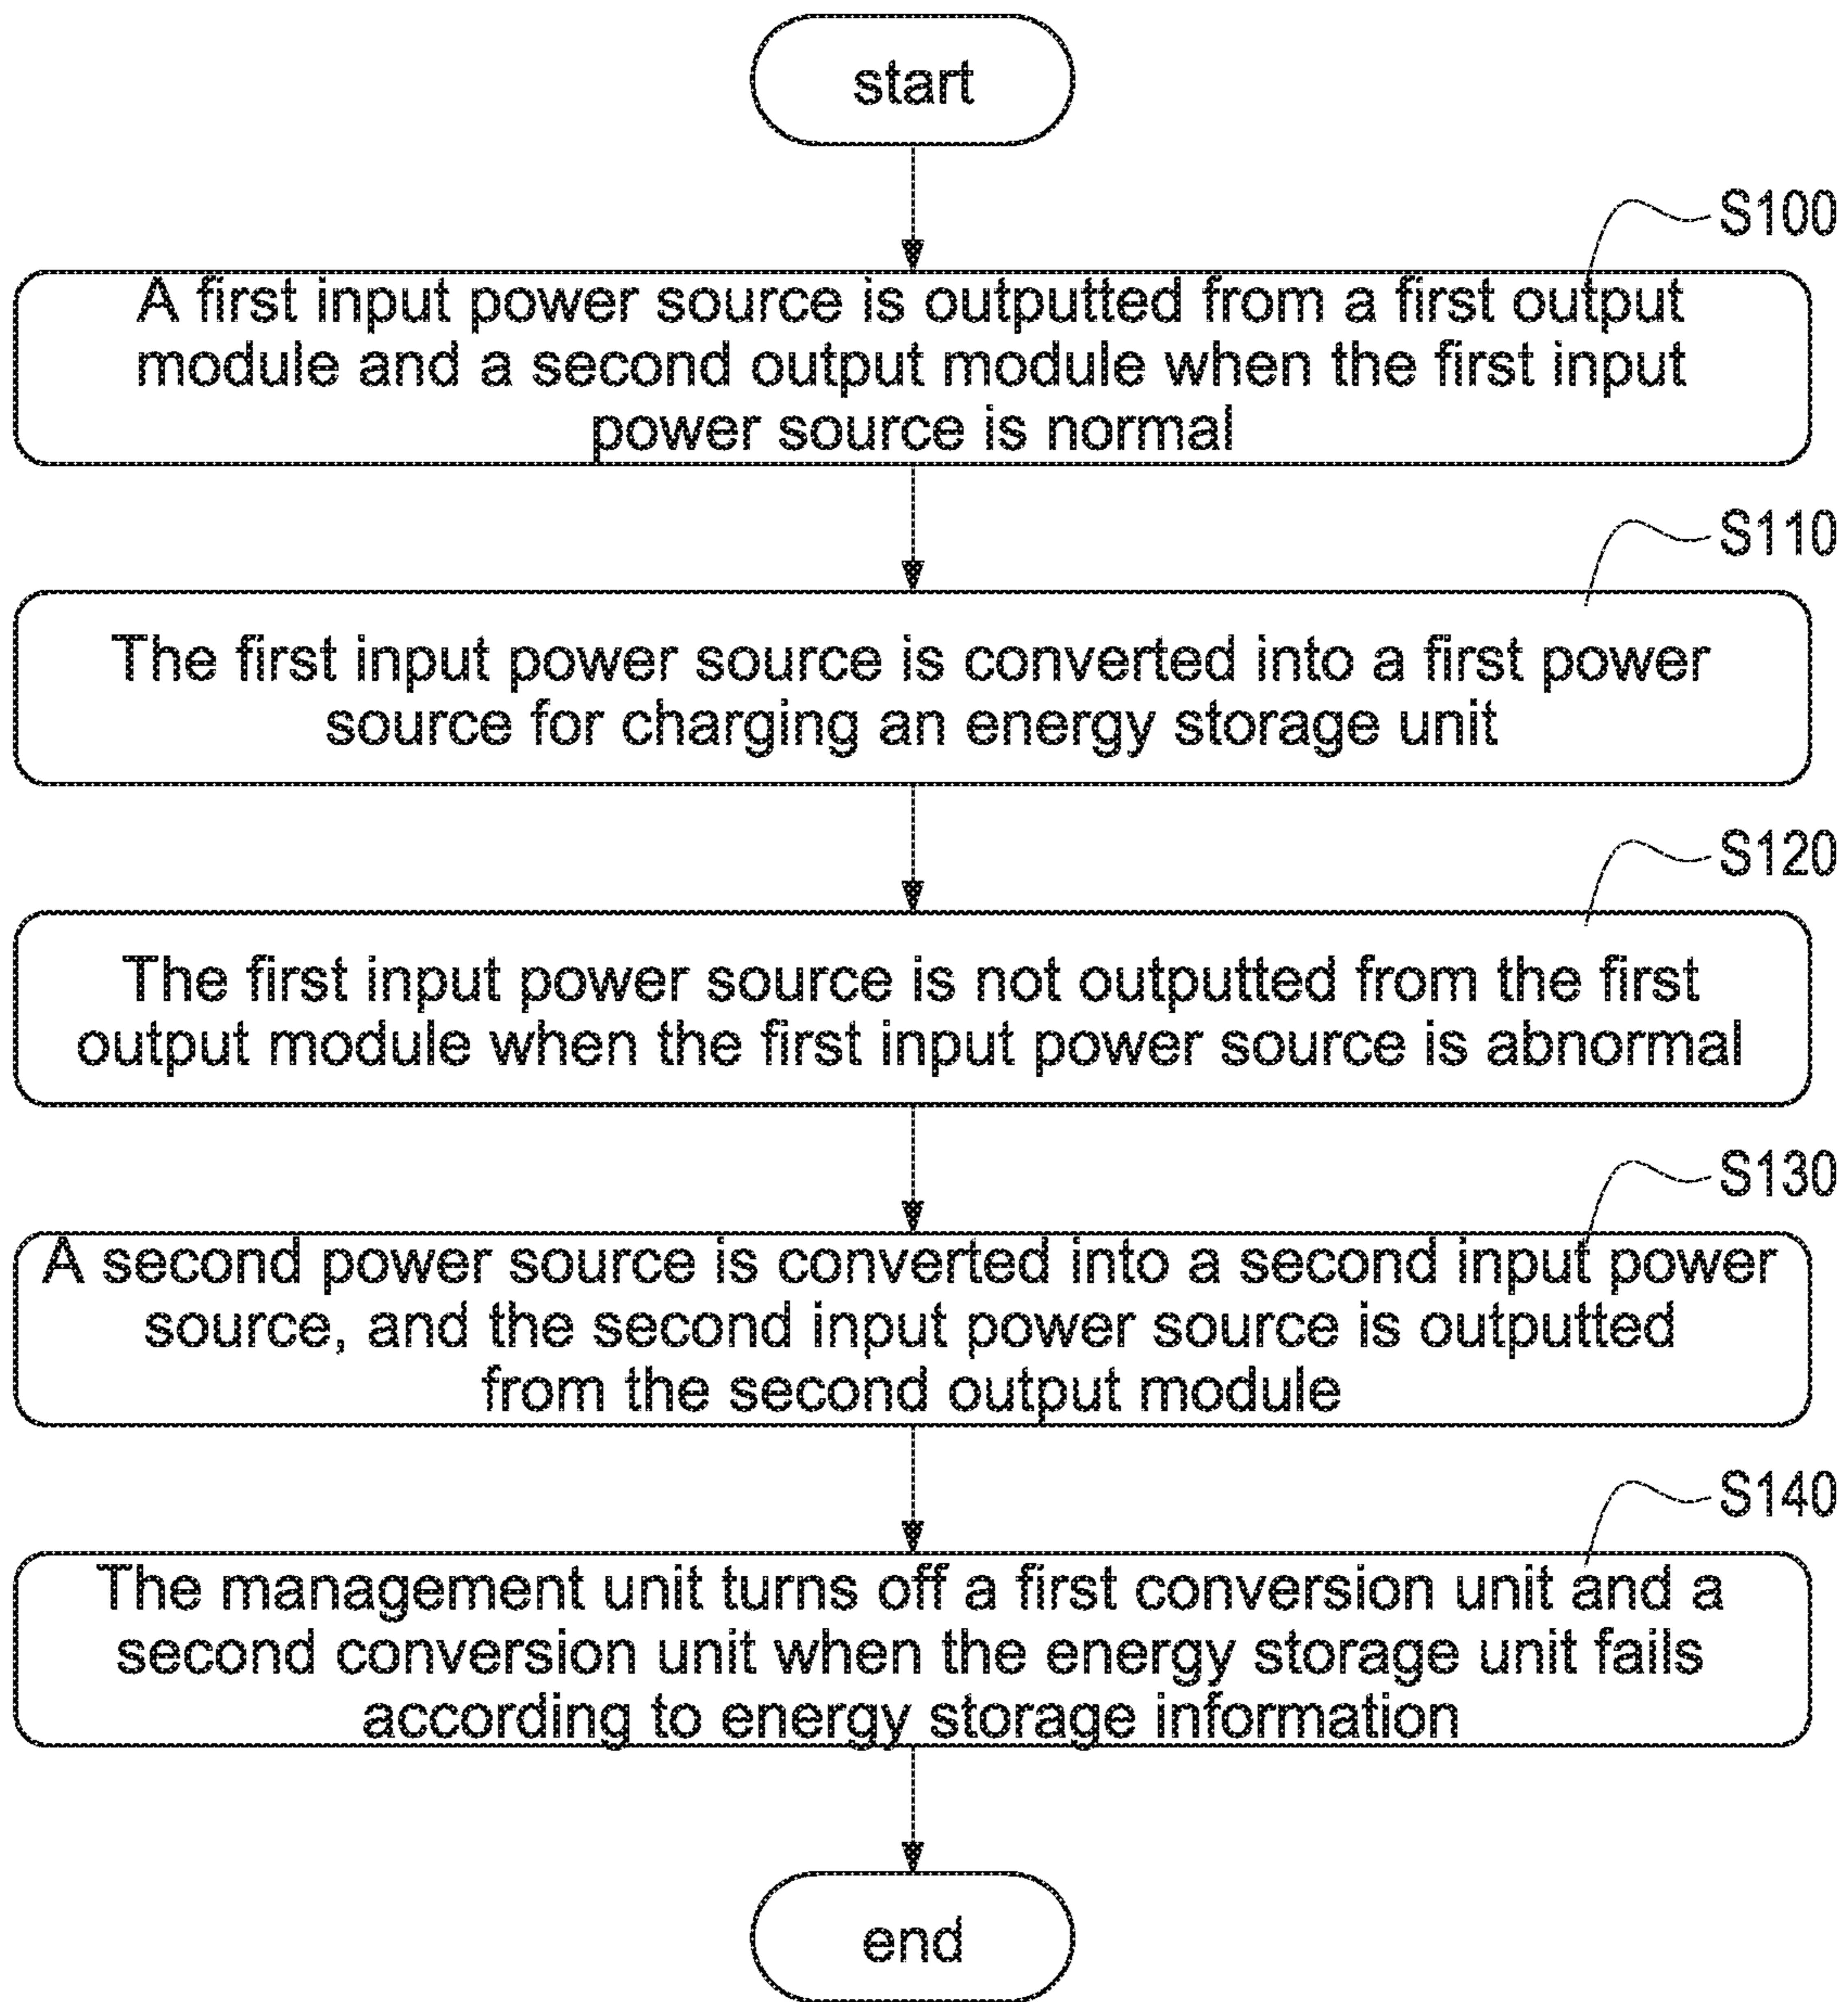 start
S100
A first input power source is outputted from a first output
module and a second output module when the first input
power source is normal
S110
The first input power source is converted into a first power
source for charging an energy storage unit
S120
The first input power source is not outputted from the first
output module when the first input power source is abnormal
S130
A second power source is converted into a second input power
source, and the second input power source is outputted
from the second output module
S140
The management unit turns off a first conversion unit and a
second conversion unit when the energy storage unit fails
according to energy storage information
end